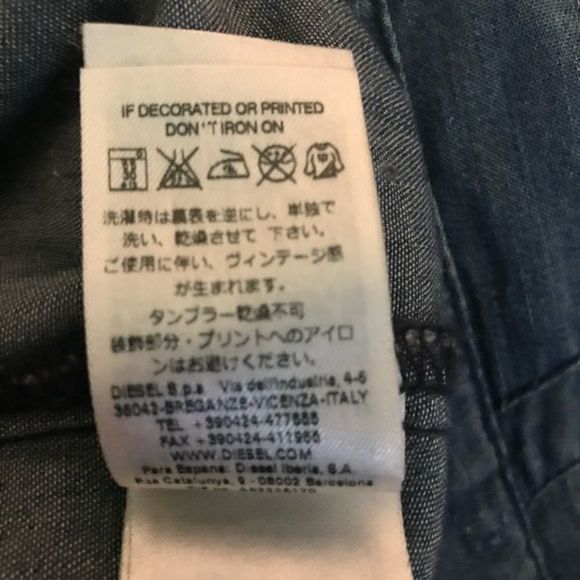 IF DECORATED OR PRINTED
DON'T IRON ON
洗濯時は裏表を逆にし、単独で
洗い、乾燥させて 下さい。
ご使用に伴い、ヴィンテージ感
が生まれます。
タンブラー乾燥不可
装飾部分・プリントへのアイロ
ンはお避けください。
DIESEL S.p.a Via dell'Industria, 4-6
36042-BREGANZE-VICENZA-ITALY
TEL +390424-477555
FAX +390424-411955
WWW.DIESEL.COM
Para Espana: Diesel Iberia, S.A.
Catalunya, 9 - 08002 Barcelona